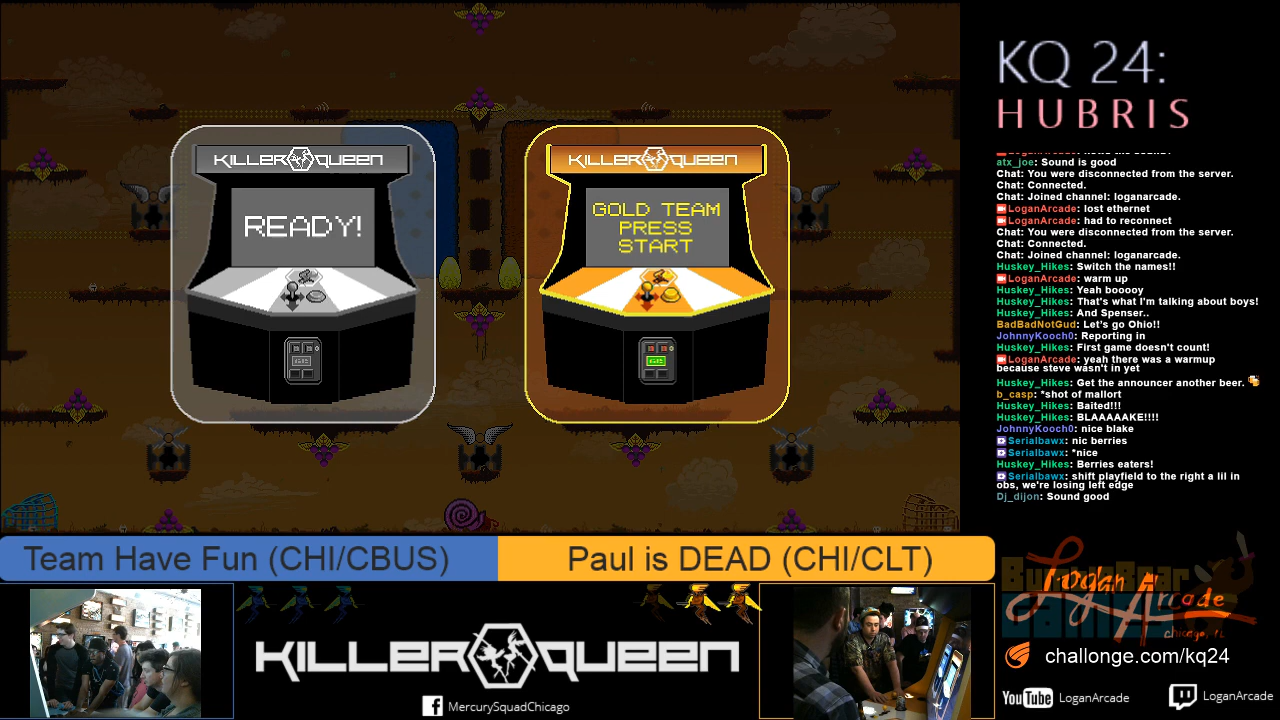 KILLER QUEEN
READY!
KILLER QUEEN
GOLD TEAM
PRESS
START
KQ 24:
HUBRIS
atx_joe: Sound is good
Chat: You were disconnected from the server.
Chat: Connected.
Chat: Joined channel: loganarcade.
LoganArcade: lost ethernet
LoganArcade: had to reconnect
Chat: You were disconnected from the server.
Chat: Connected.
Chat: Joined channel: loganarcade.
Huskey_Hikes: Switch the names!!
LoganArcade: warm up
Huskey_Hikes: Yeah booooy
Huskey_Hikes: That's what I'm talking about boys!
Huskey_Hikes: And Spenser..
BadBadNotGud: Let's go Ohio!!
JohnnyKooch0: Reporting in
Huskey_Hikes: First game doesn't count!
LoganArcade: yeah there was a warmup
because steve wasn't in yet
Huskey_Hikes: Get the announcer another beer.
b_casp: *shot of mallort
Huskey_Hikes: Baited!!!
Huskey_Hikes: BLAAAAAKE!!!!
JohnnyKooch0: nice blake
Serialbawx: nic berries
Serialbawx: *nice
Huskey_Hikes: Berries eaters!
Serialbawx: shift playfield to the right a lil in
obs, we're losing left edge
Dj_dijon: Sound good
Team Have Fun (CHI/CBUS)
Paul is DEAD (CHI/CLT)
KILLER QUEEN
MercurySquadChicago
Logan Arcade
chicago, IL
challonge.com/kq24
YouTube LoganArcade
LoganArcade